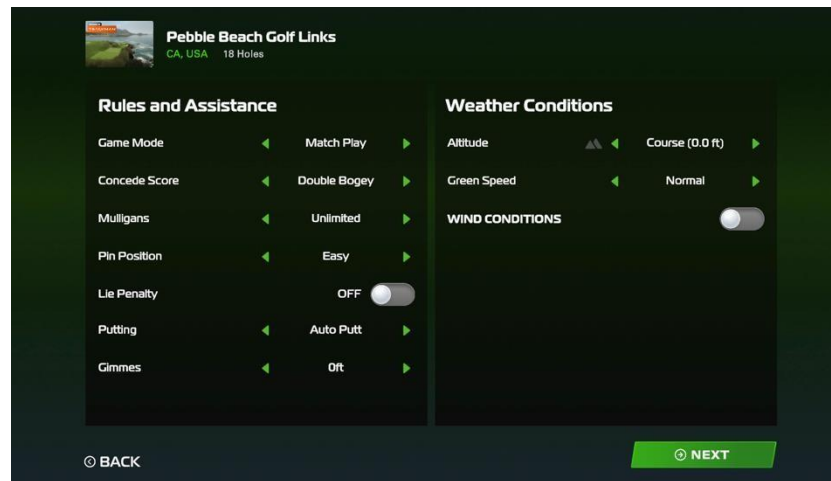 Pebble Beach Golf Links
CA, USA 18 Holes
Rules and Assistance
Game Mode Match Play
Concede Score Double Bogey
Mulligans Unlimited
Pin Position Easy
Lie Penalty OFF
Putting Auto Putt
Gimmes 0ft
Weather Conditions
Altitude Course (0.0 ft)
Green Speed Normal
WIND CONDITIONS
BACK
NEXT